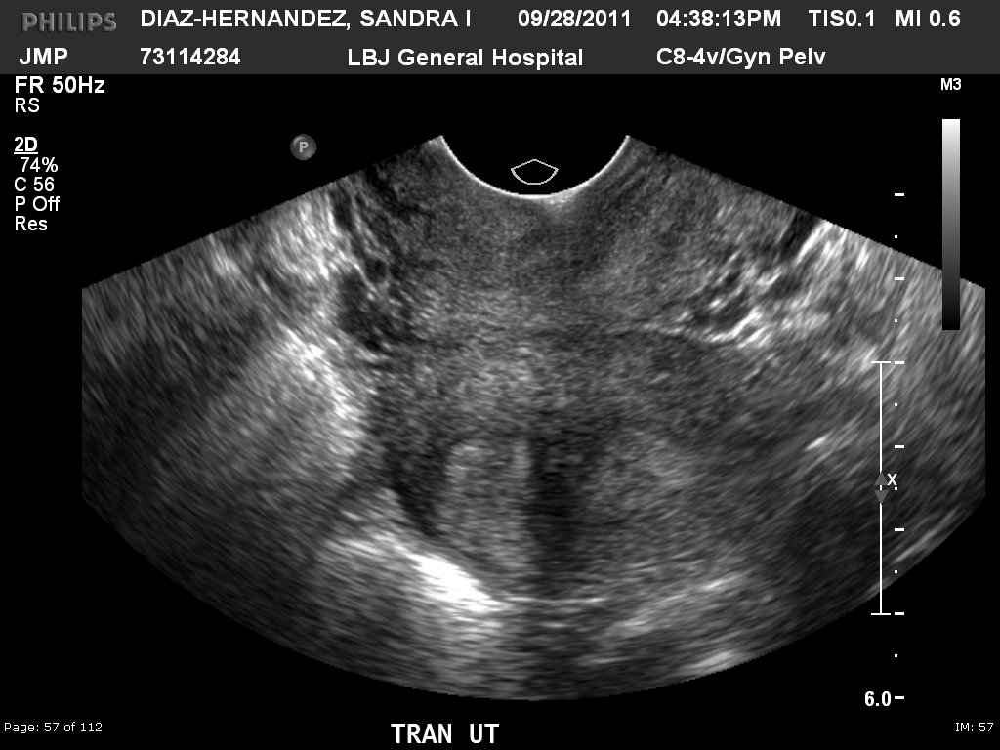 PHILIPS DIAZ-HERNANDEZ, SANDRA I 09/28/2011 04:38:13PM TIS0.1 MI 0.6
JMP 73114284 LBJ General Hospital C8-4v/Gyn Pelv
FR 50Hz
RS
M3
2D
74%
C 56
P Off
Res
P
X
6.0
Page: 57 of 112
TRAN UT
IM: 57